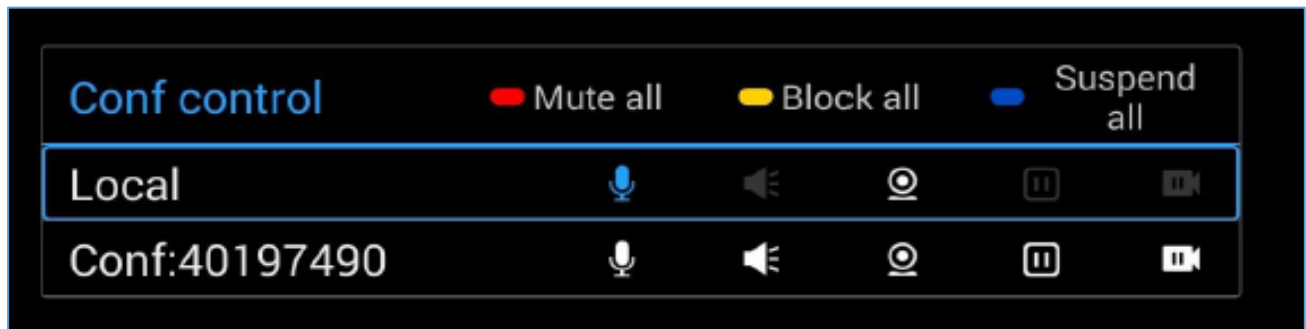 Conf control
Mute all
Block all
Suspend
all
Local
Conf:40197490